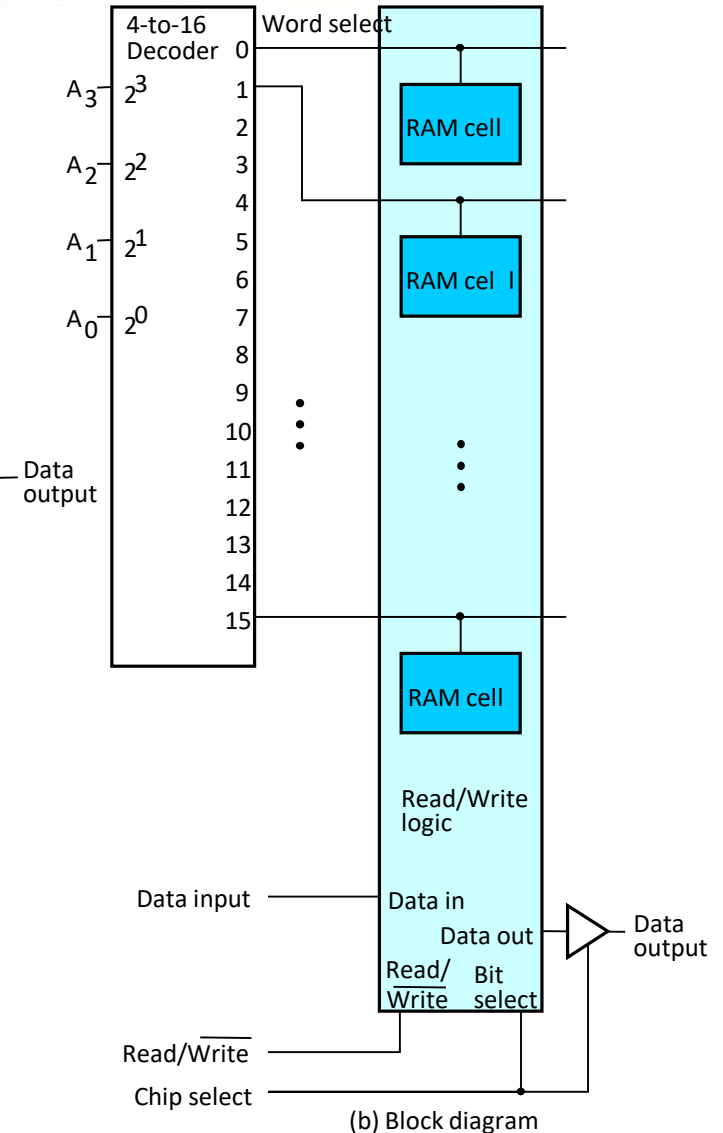 4-to-16
Decoder
Word select
0
A3
2^3
1
2
A2
2^2
3
4
A1
2^1
5
6
A0
2^0
7
8
9
10
11
12
13
14
15
RAM cell
RAM cel l
Data
output
RAM cell
Read/Write
logic
Data input
Data in
Data out
Data
output
Read/
Write
Bit
select
Read/Write
Chip select
(b) Block diagram